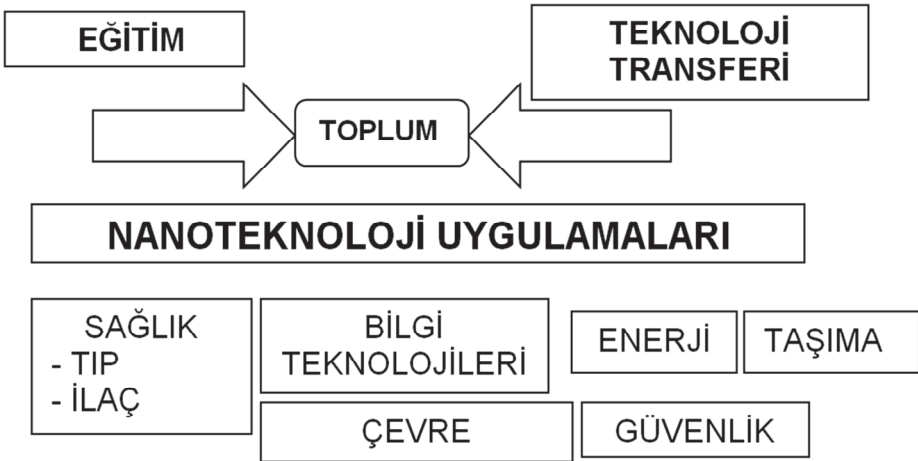 EĞİTİM
TEKNOLOJİ
TRANSFERİ
TOPLUM
NANOTEKNOLOJİ UYGULAMALARI
SAĞLIK
- TIP
- İLAÇ
BİLGİ
TEKNOLOJİLERİ
ENERJİ
TAŞIMA
ÇEVRE
GÜVENLİK